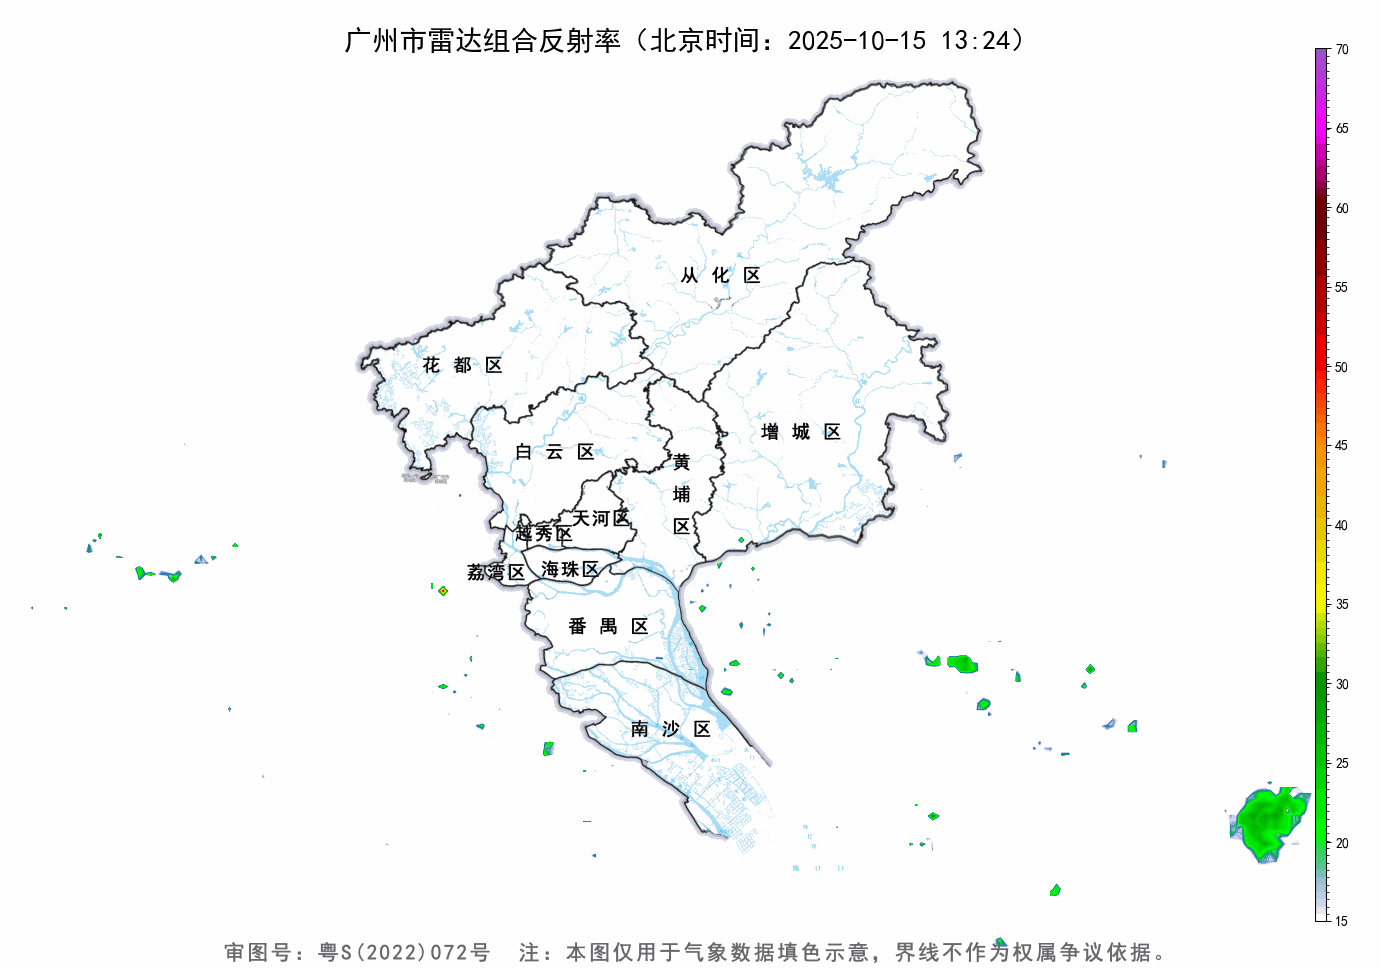 广州市雷达组合反射率（北京时间：2025-10-15 13:24）
70
65
60
55
50
45
40
35
30
25
20
15
从化区
花都区
增城区
白云区
黄埔区
天河区
越秀区
荔湾区
海珠区
番禺区
南沙区
审图号：粤S(2022)072号 注：本图仅用于气象数据填色示意，界线不作为权属争议依据。